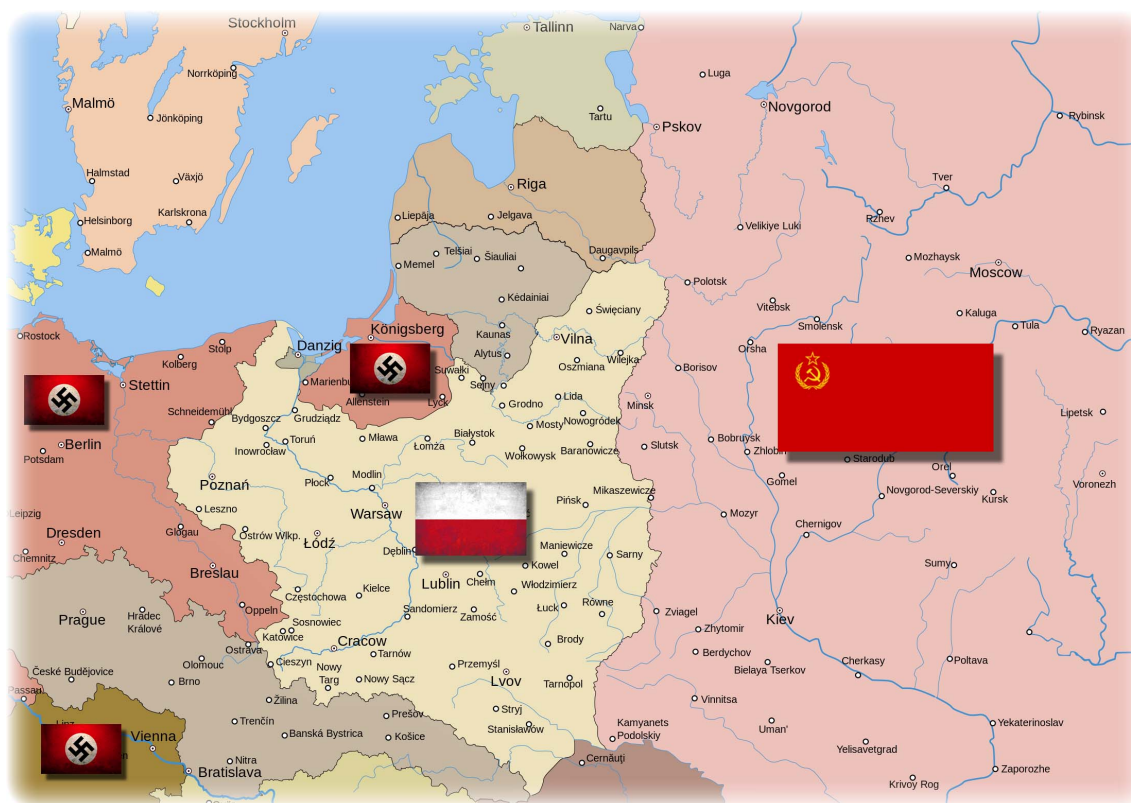 Stockholm
Tallinn
Narva
Norrköping
Luga
Malmö
Novgorod
Jönköping
Tartu
Rybinsk
Pskov
Halmstad
Växjö
Riga
Tver
Helsinborg
Karlskrona
Liepāja
Jelgava
Rzhev
Velikiye Luki
Malmö
Telšiai
Šiauliai
Daugavpils
Memel
Mozhaysk
Moscow
Polotsk
Kėdainiai
Vitebsk
Święciany
Kaluga
Smolensk
Tula
Ryazan
Rostock
Königsberg
Kaunas
Vilna
Stolp
Danzig
Orsha
Kolberg
Alytus
Wilejka
Oszmiana
Suwałki
Borisov
Stettin
Marienbu
Sejny
Allenstein
Lyck
Lida
Minsk
Schneidemühl
Grudziądz
Grodno
Nowogródek
Lipetsk
Bydgoszcz
Mosty
Berlin
Toruń
Mława
Białystok
Bobruysk
Inowrocław
Łomża
Slutsk
Zhlobin
Potsdam
Wołkowysk
Baranowicze
Starodub
Orel
Modlin
Gomel
Voronezh
Poznań
Płock
Pińsk
Mikaszewicze
Novgorod-Severskiy
Kursk
Leszno
Leipzig
Warsaw
Mozyr
Chernigov
Dresden
Głogau
Ostrów Wlkp.
Łódź
Maniewicze
Chemnitz
Dęblin
Sarny
Kowel
Sumy
Breslau
Lublin
Chełm
Włodzimierz
Częstochowa
Kielce
Oppeln
Sandomierz
Łuck
Równe
Prague
Hradec
Králové
Zamość
Zviagel
Kiev
Sosnowiec
Katowice
Zhytomir
Cracow
Brody
Ostrava
Tarnów
Berdychov
Cieszyn
Olomouc
Nowy
Targ
Przemyśl
Bielaya Tserkov
Cherkasy
Poltava
České Budějovice
Brno
Nowy Sącz
Lvov
Tarnopol
Passau
Vinnitsa
Žilina
Stryj
Prešov
Trenčín
Stanisławów
Kamyanets
Podolskiy
Uman'
Yekaterinoslav
Linz
Vienna
Banská Bystrica
Košice
Yelisavetgrad
Nitra
Cernăuţi
Bratislava
Zaporozhe
Krivoy Rog